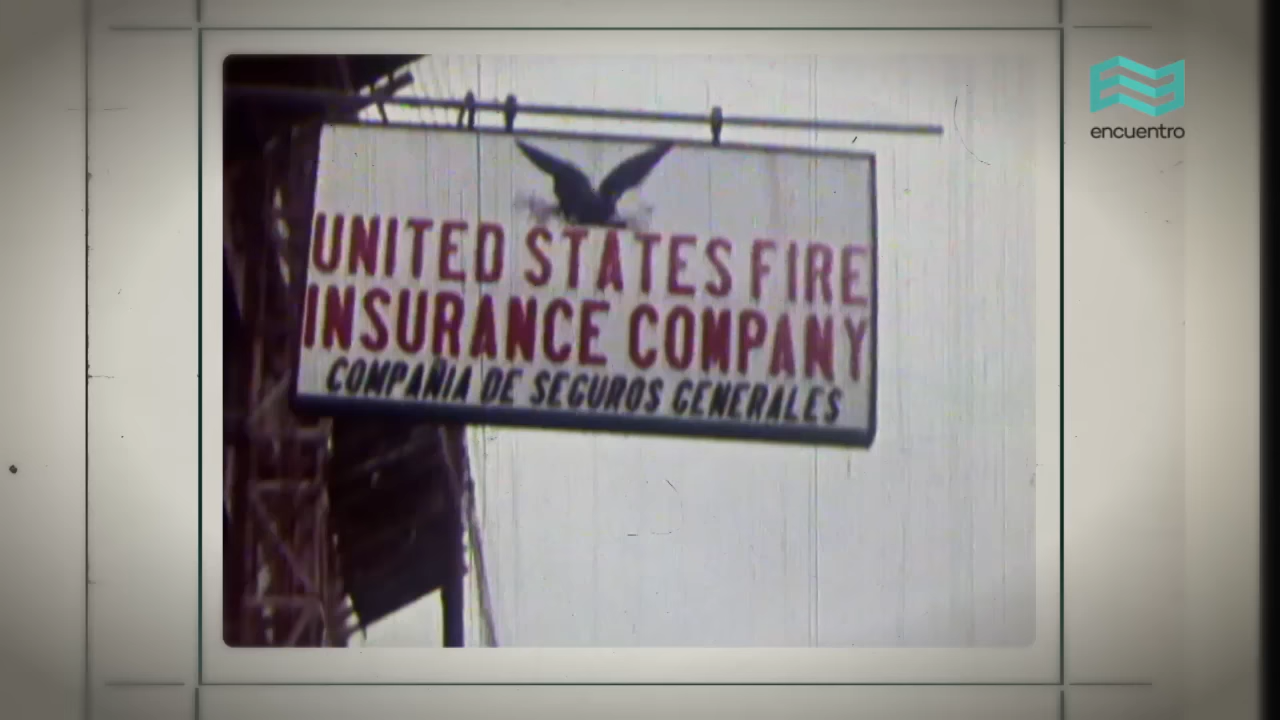 encuentro
UNITED STATES FIRE
INSURANCE COMPANY
COMPAÑIA DE SEGUROS GENERALES